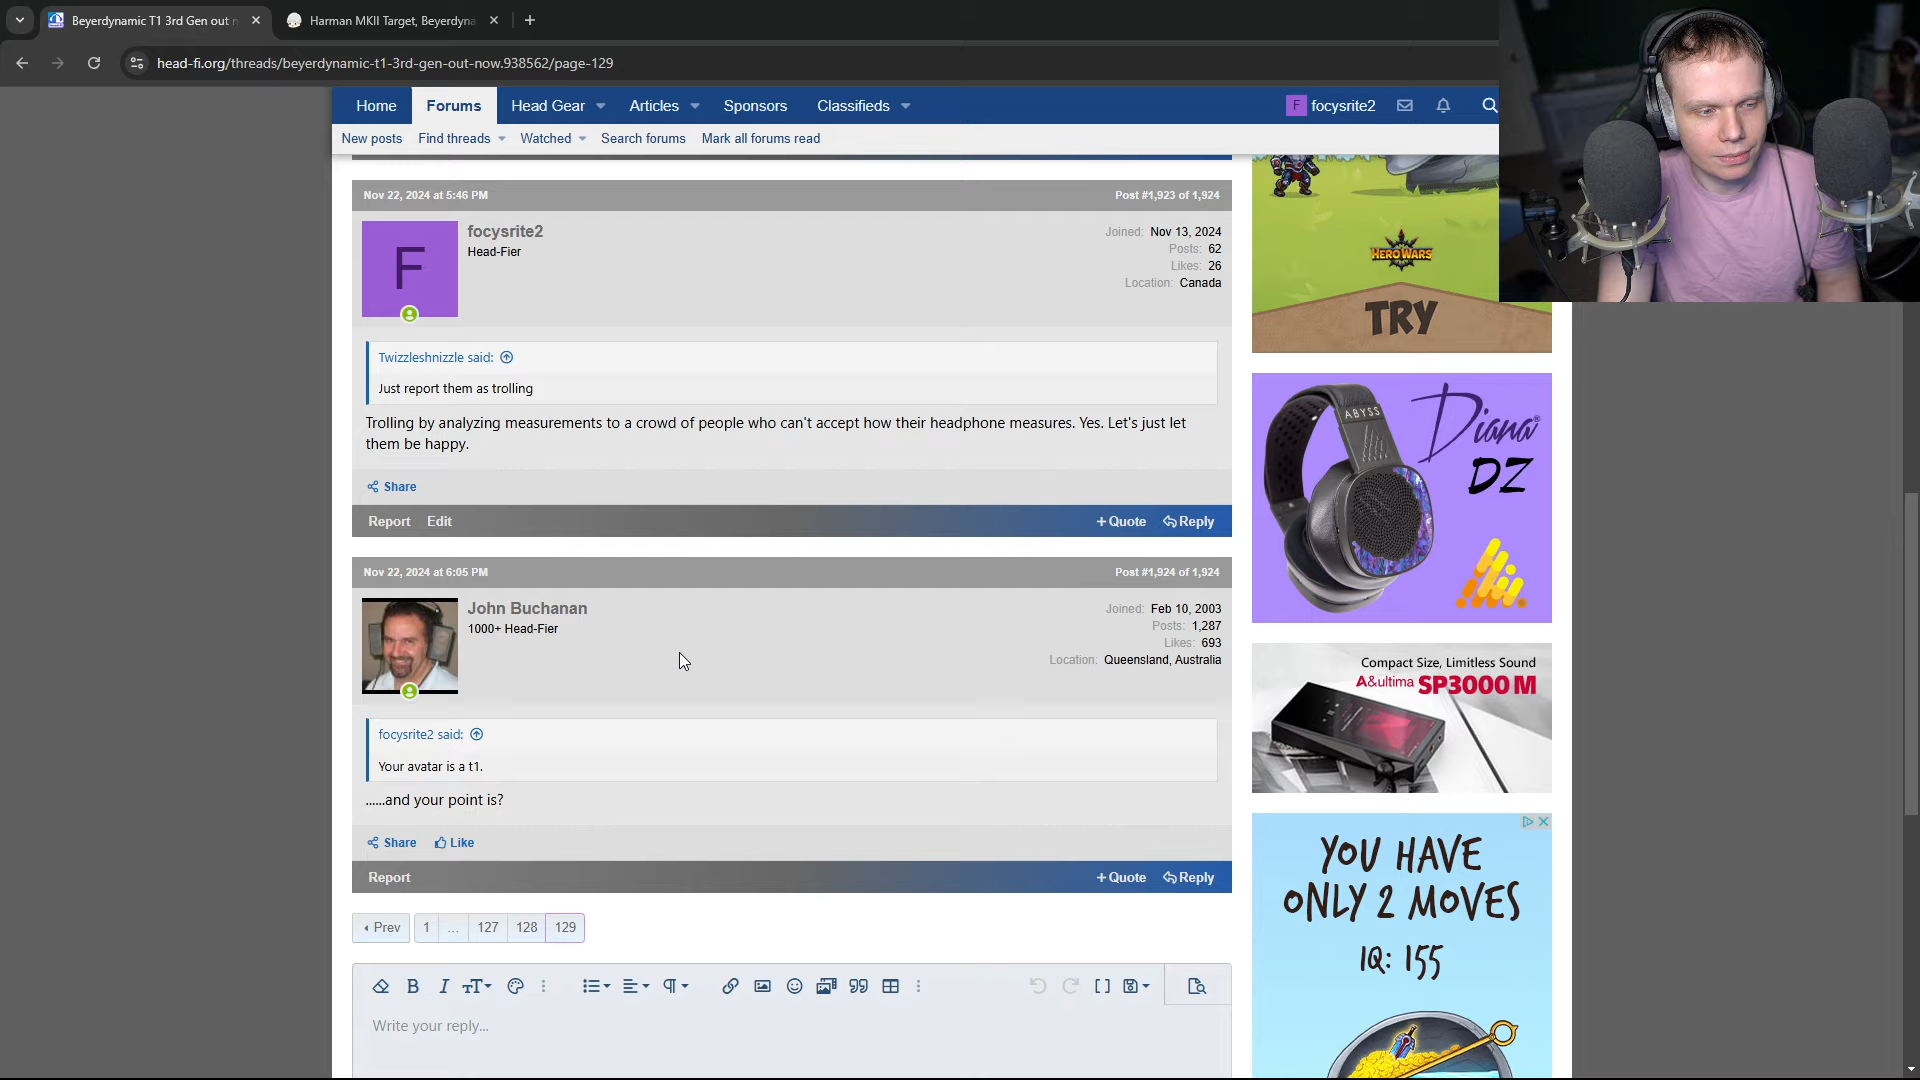 Beyerdynamic T1 3rd Gen out n
Harman MKII Target, Beyerdyna
head-fi.org/threads/beyerdynamic-t1-3rd-gen-out-now.938562/page-129
Home Forums Head Gear Articles Sponsors Classifieds F focysrite2
New posts Find threads Watched Search forums Mark all forums read
Nov 22, 2024 at 5:46 PM Post #1,923 of 1,924
F
focysrite2
Head-Fier
Joined: Nov 13, 2024
Posts: 62
Likes: 26
Location: Canada
Twizzleshnizzle said:
Just report them as trolling
Trolling by analyzing measurements to a crowd of people who can't accept how their headphone measures. Yes. Let's just let
them be happy.
Share
Report Edit + Quote Reply
Nov 22, 2024 at 6:05 PM Post #1,924 of 1,924
John Buchanan
1000+ Head-Fier
Joined: Feb 10, 2003
Posts: 1,287
Likes: 693
Location: Queensland, Australia
focysrite2 said:
Your avatar is a t1.
......and your point is?
Share Like
Report + Quote Reply
Prev 1 ... 127 128 129
B I TT
Write your reply...
HERO WARS
TRY
ABYSS
Diana
DZ
Compact Size, Limitless Sound
A&ultima SP3000 M
YOU HAVE
ONLY 2 MOVES
IQ: 155